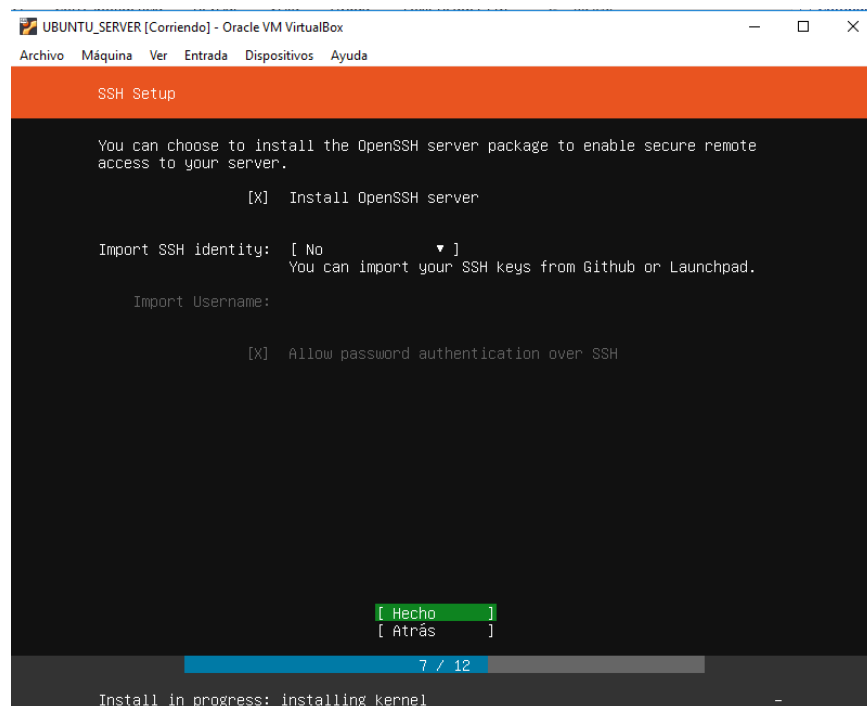 UBUNTU_SERVER [Corriendo] - Oracle VM VirtualBox
Archivo Máquina Ver Entrada Dispositivos Ayuda
SSH Setup
You can choose to install the OpenSSH server package to enable secure remote
access to your server.
[X] Install OpenSSH server
Import SSH identity: [ No ▼ ]
You can import your SSH keys from Github or Launchpad.
Import Username:
[X] Allow password authentication over SSH
[ Hecho ]
[ Atrás ]
7 / 12
Install in progress: installing kernel